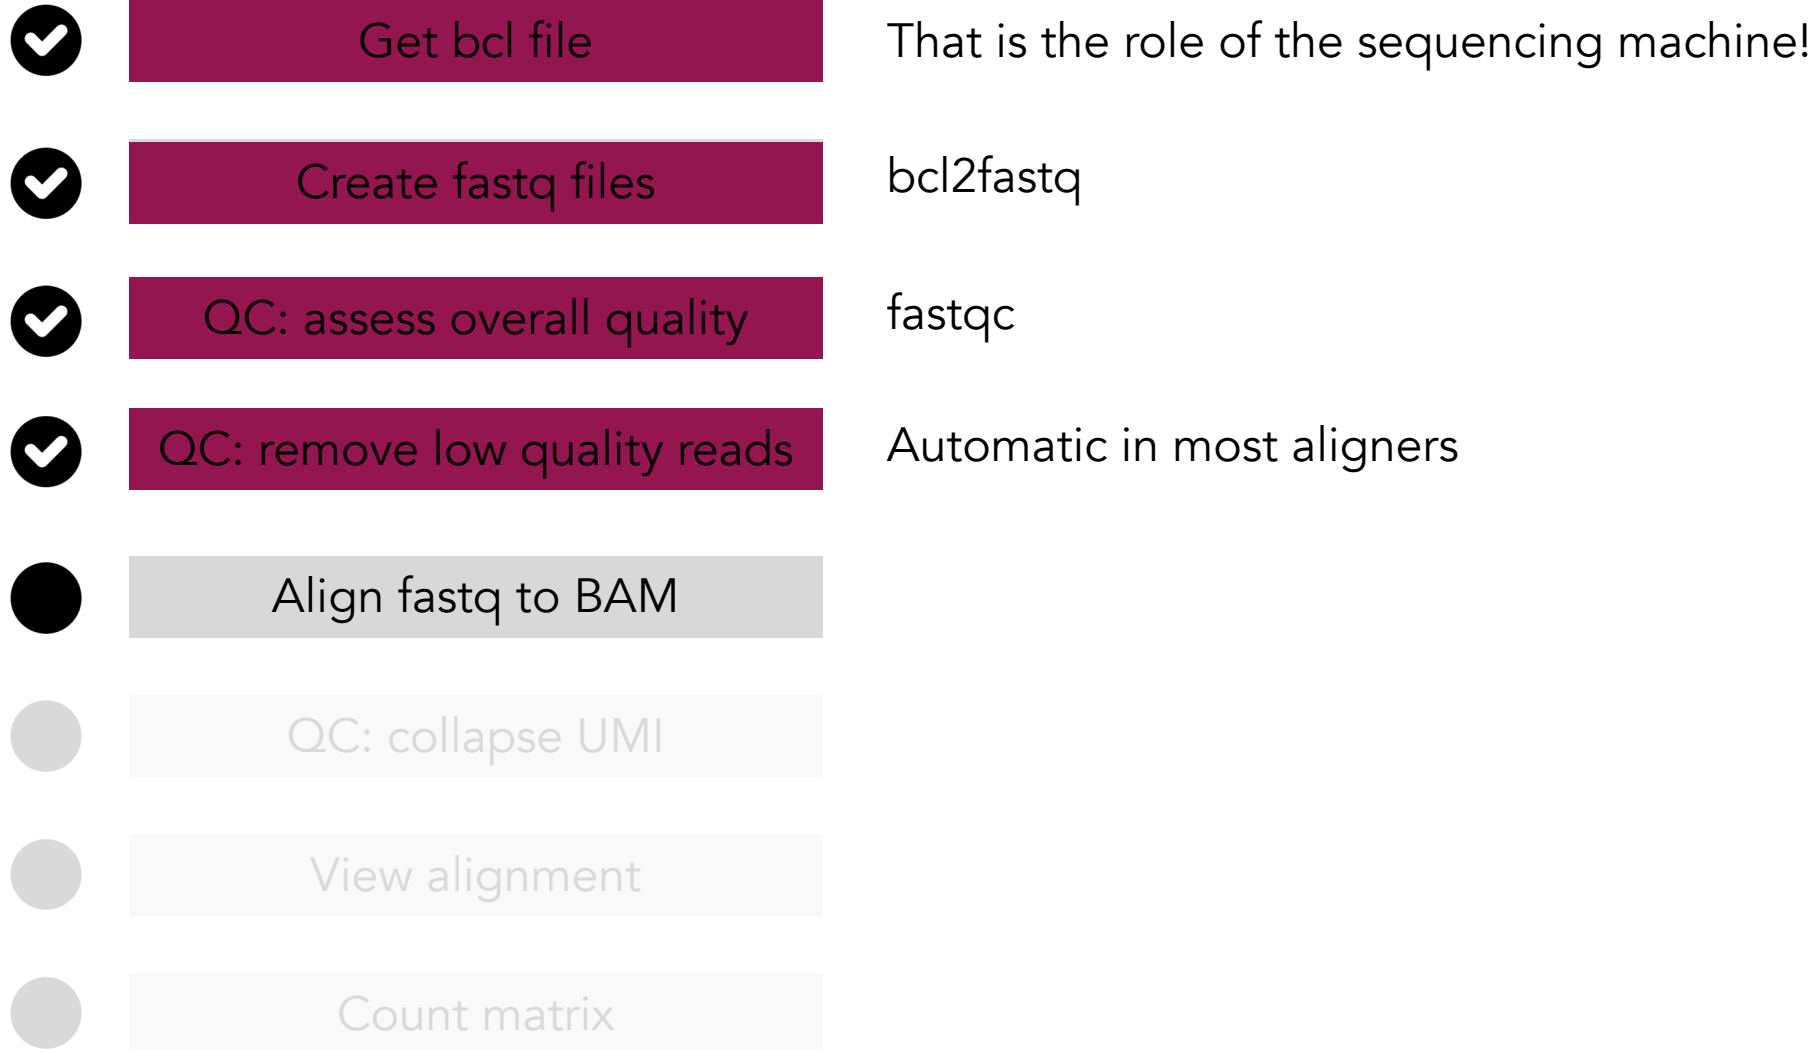 Get bcl file
That is the role of the sequencing machine!
Create fastq files
bcl2fastq
QC: assess overall quality
fastqc
QC: remove low quality reads
Automatic in most aligners
Align fastq to BAM
QC: collapse UMI
View alignment
Count matrix